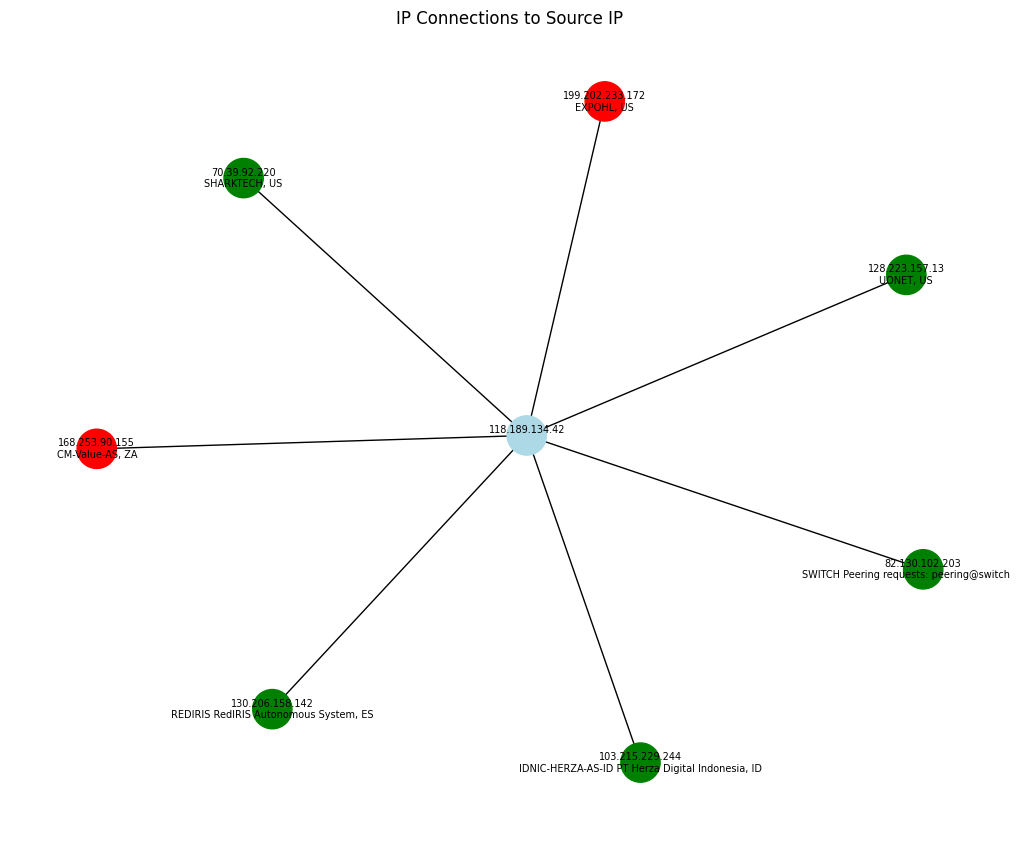 IP Connections to Source IP
199.202.233.172
EXPOHL, US
70.39.92.220
SHARKTECH, US
128.223.157.13
UONET, US
118.189.134.42
168.253.90.155
CM-Value-AS, ZA
82.130.102.203
SWITCH Peering requests: peering@switch
130.206.158.142
REDIRIS RedIRIS Autonomous System, ES
103.215.229.244
IDNIC-HERZA-AS-ID PT Herza Digital Indonesia, ID